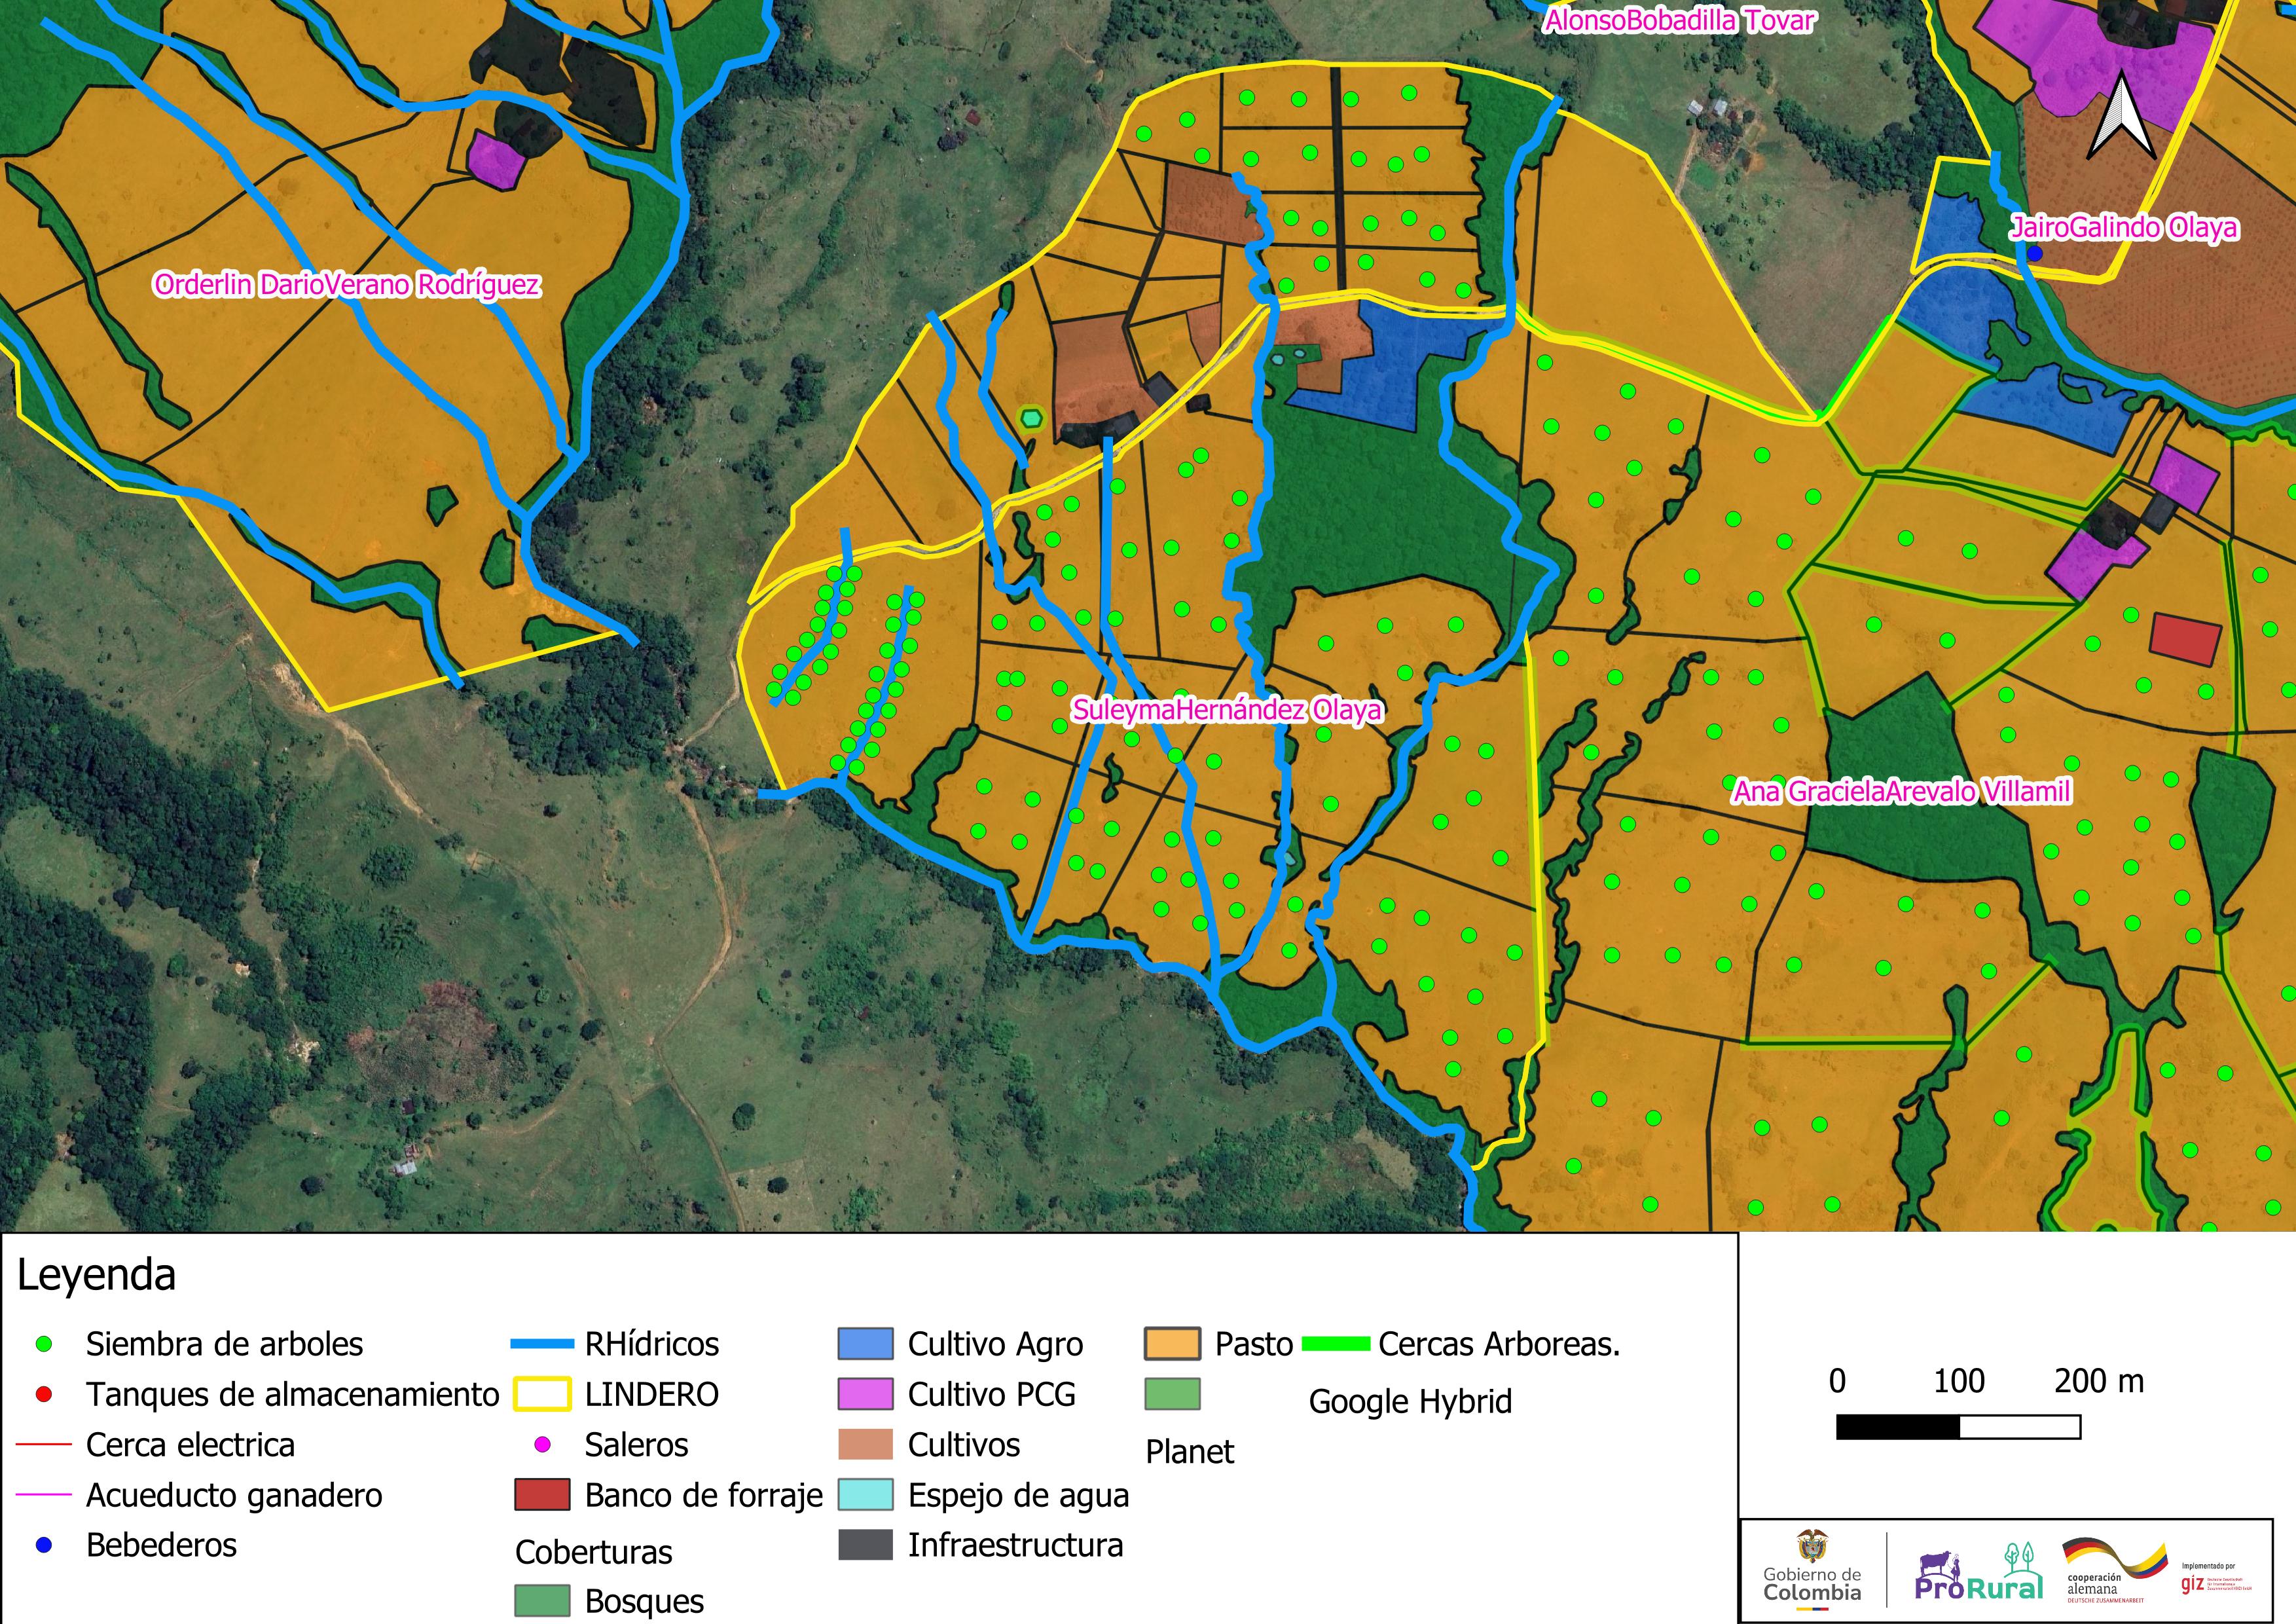 AlonsoBobadilla Tovar
JairoGalindo Olaya
Orderlin DarioVerano Rodríguez
SuleymaHernández Olaya
Ana GracielaArevalo Villamil
Leyenda
Siembra de arboles
Tanques de almacenamiento
Cerca electrica
Acueducto ganadero
Bebederos
RHídricos
LINDERO
Saleros
Banco de forraje
Coberturas
Bosques
Cultivo Agro
Cultivo PCG
Cultivos
Espejo de agua
Infraestructura
Pasto
Planet
Cercas Arboreas.
Google Hybrid
0 100 200 m
Gobierno de
Colombia
ProRural
cooperación
alemana
DEUTSCHE ZUSAMMENARBEIT
Implementado por
giz